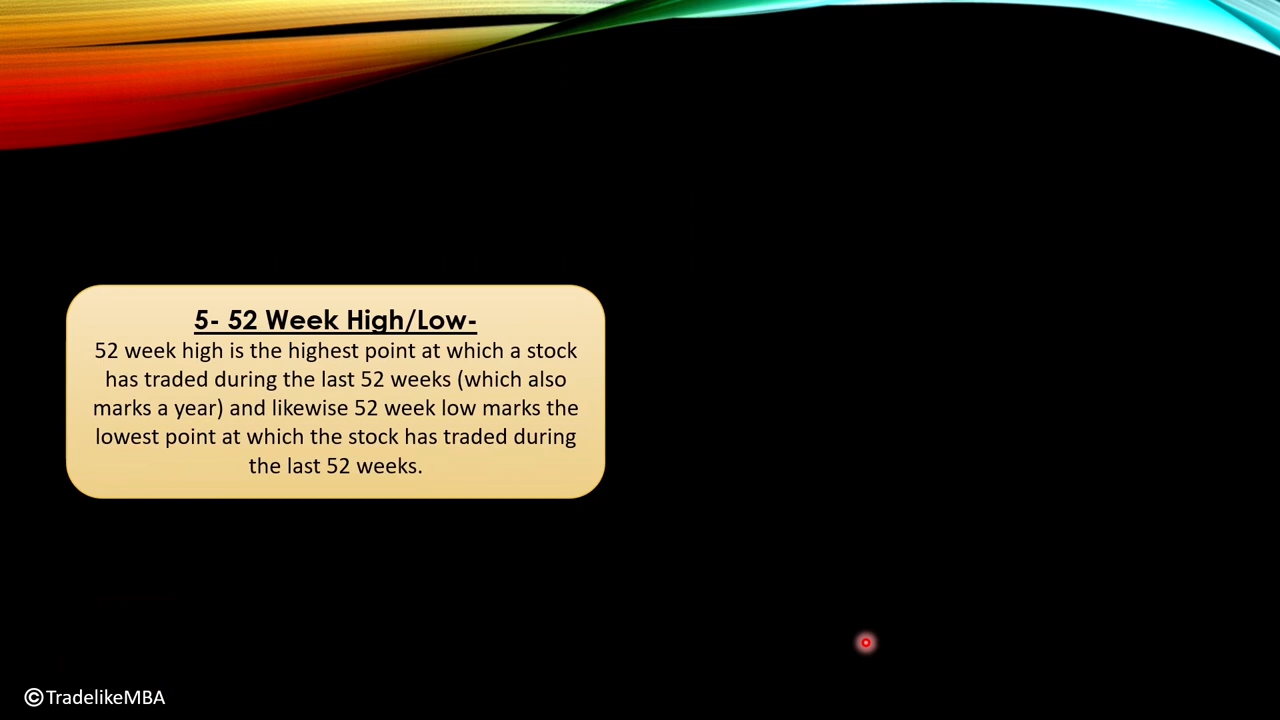 5- 52 Week High/Low-
52 week high is the highest point at which a stock
has traded during the last 52 weeks (which also
marks a year) and likewise 52 week low marks the
lowest point at which the stock has traded during
the last 52 weeks.
©TradelikeMBA